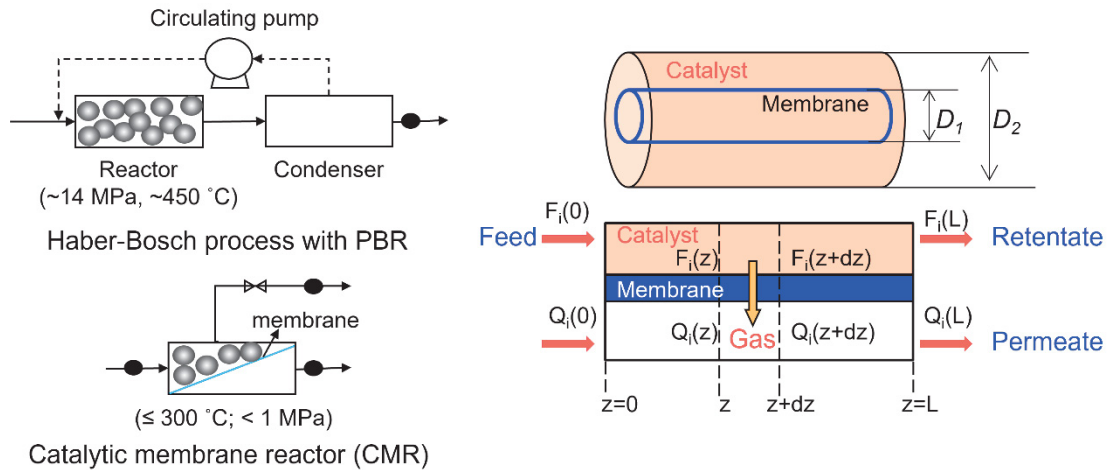 Circulating pump
Reactor
(~14 MPa, ~450 ˚C)
Condenser
Haber-Bosch process with PBR
membrane
(≤ 300 ˚C; < 1 MPa)
Catalytic membrane reactor (CMR)
Catalyst
Membrane
D1
D2
Feed
Fi(0)
Catalyst
Fi(z)
Fi(z+dz)
Fi(L)
Retentate
Membrane
Qi(0)
Qi(z)
Gas
Qi(z+dz)
Qi(L)
Permeate
z=0
z
z+dz
z=L